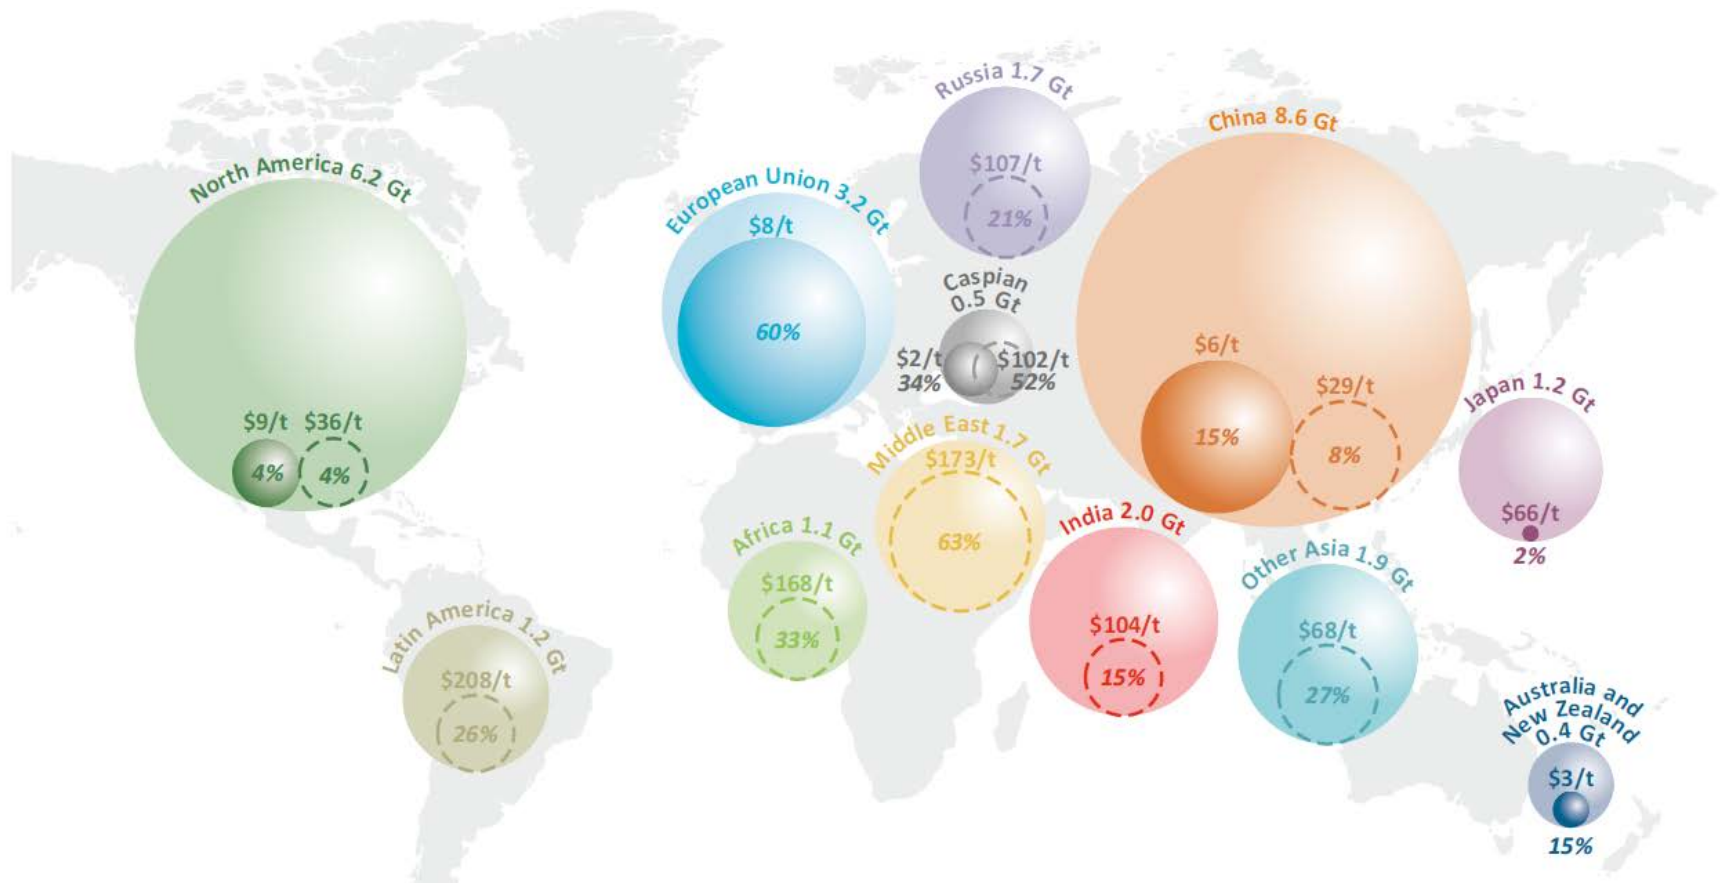 North America 6.2 Gt
$9/t
$36/t
4%
4%
European Union 3.2 Gt
$8/t
60%
Russia 1.7 Gt
$107/t
21%
Caspian
0.5 Gt
$2/t
34%
$102/t
52%
China 8.6 Gt
$6/t
15%
$29/t
8%
Japan 1.2 Gt
$66/t
2%
Middle East 1.7 Gt
$173/t
63%
Africa 1.1 Gt
$168/t
33%
India 2.0 Gt
$104/t
15%
Other Asia 1.9 Gt
$68/t
27%
Latin America 1.2 Gt
$208/t
26%
Australia and
New Zealand
0.4 Gt
$3/t
15%